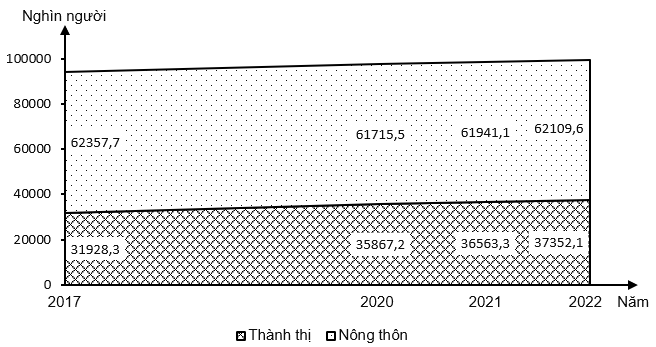 Nghìn người
100000
80000
62357,7 61715,5 61941,1 62109,6
60000
40000
31928,3 35867,2 36563,3 37352,1
20000
0
2017 2020 2021 2022 Năm
Thành thị Nông thôn